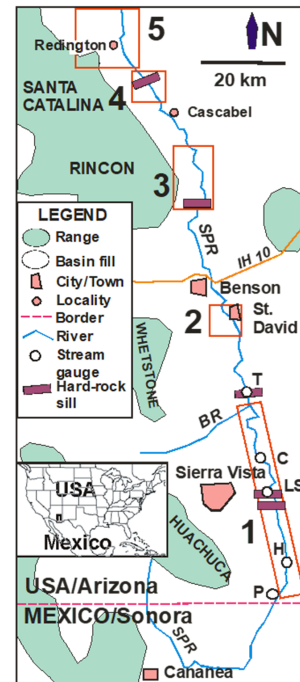 5
N
Redington
20 km
SANTA
CATALINA
4
Cascabel
RINCON
3
SPR
IH 10
LEGEND
Range
Basin fill
City/Town
Locality
Border
River
Stream
gauge
Hard-rock
sill
Benson
St.
David
2
WHETSTONE
T
BR
C
Sierra Vista
LS
1
USA
Mexico
HUACHUCA
H
USA/Arizona
P
MEXICO/Sonora
SPR
Cananea